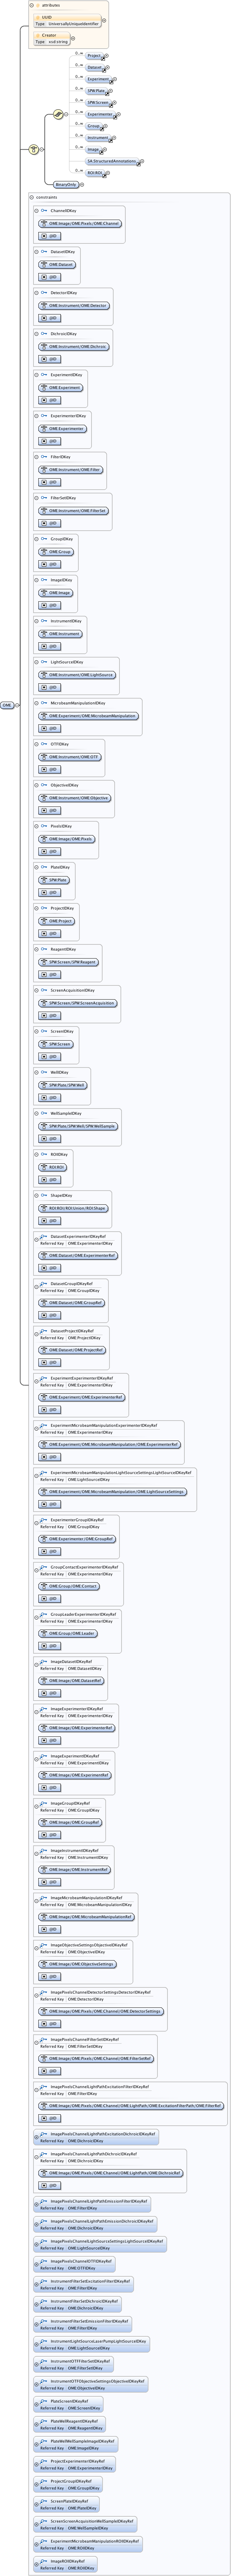 attributes
UUID
Type UniversallyUniqueIdentifier
Creator
Type xsd:string
0..∞
Project
0..∞
Dataset
0..∞
Experiment
0..∞
SPW:Plate
0..∞
SPW:Screen
0..∞
Experimenter
0..∞
Group
0..∞
Instrument
0..∞
Image
SA:StructuredAnnotations
0..∞
ROI:ROI
BinaryOnly
constraints
ChannelIDKey
OME:Image/OME:Pixels/OME:Channel
@ID
DatasetIDKey
OME:Dataset
@ID
DetectorIDKey
OME:Instrument/OME:Detector
@ID
DichroicIDKey
OME:Instrument/OME:Dichroic
@ID
ExperimentIDKey
OME:Experiment
@ID
ExperimenterIDKey
OME:Experimenter
@ID
FilterIDKey
OME:Instrument/OME:Filter
@ID
FilterSetIDKey
OME:Instrument/OME:FilterSet
@ID
GroupIDKey
OME:Group
@ID
ImageIDKey
OME:Image
@ID
InstrumentIDKey
OME:Instrument
@ID
LightSourceIDKey
OME:Instrument/OME:LightSource
@ID
MicrobeamManipulationIDKey
OME
OME:Experiment/OME:MicrobeamManipulation
@ID
OTFIDKey
OME:Instrument/OME:OTF
@ID
ObjectiveIDKey
OME:Instrument/OME:Objective
@ID
PixelsIDKey
OME:Image/OME:Pixels
@ID
PlateIDKey
SPW:Plate
@ID
ProjectIDKey
OME:Project
@ID
ReagentIDKey
SPW:Screen/SPW:Reagent
@ID
ScreenAcquisitionIDKey
SPW:Screen/SPW:ScreenAcquisition
@ID
ScreenIDKey
SPW:Screen
@ID
WellIDKey
SPW:Plate/SPW:Well
@ID
WellSampleIDKey
SPW:Plate/SPW:Well/SPW:WellSample
@ID
ROIIDKey
ROI:ROI
@ID
ShapeIDKey
ROI:ROI/ROI:Union/ROI:Shape
@ID
DatasetExperimenterIDKeyRef
Referred Key OME:ExperimenterIDKey
OME:Dataset/OME:ExperimenterRef
@ID
DatasetGroupIDKeyRef
Referred Key OME:GroupIDKey
OME:Dataset/OME:GroupRef
@ID
DatasetProjectIDKeyRef
Referred Key OME:ProjectIDKey
OME:Dataset/OME:ProjectRef
@ID
ExperimentExperimenterIDKeyRef
Referred Key OME:ExperimenterIDKey
OME:Experiment/OME:ExperimenterRef
@ID
ExperimentMicrobeamManipulationExperimenterIDKeyRef
Referred Key OME:ExperimenterIDKey
OME:Experiment/OME:MicrobeamManipulation/OME:ExperimenterRef
@ID
ExperimentMicrobeamManipulationLightSourceSettingsLightSourceIDKeyRef
Referred Key OME:LightSourceIDKey
OME:Experiment/OME:MicrobeamManipulation/OME:LightSourceSettings
@ID
ExperimenterGroupIDKeyRef
Referred Key OME:GroupIDKey
OME:Experimenter/OME:GroupRef
@ID
GroupContactExperimenterIDKeyRef
Referred Key OME:ExperimenterIDKey
OME:Group/OME:Contact
@ID
GroupLeaderExperimenterIDKeyRef
Referred Key OME:ExperimenterIDKey
OME:Group/OME:Leader
@ID
ImageDatasetIDKeyRef
Referred Key OME:DatasetIDKey
OME:Image/OME:DatasetRef
@ID
ImageExperimenterIDKeyRef
Referred Key OME:ExperimenterIDKey
OME:Image/OME:ExperimenterRef
@ID
ImageExperimentIDKeyRef
Referred Key OME:ExperimentIDKey
OME:Image/OME:ExperimentRef
@ID
ImageGroupIDKeyRef
Referred Key OME:GroupIDKey
OME:Image/OME:GroupRef
@ID
ImageInstrumentIDKeyRef
Referred Key OME:InstrumentIDKey
OME:Image/OME:InstrumentRef
@ID
ImageMicrobeamManipulationIDKeyRef
Referred Key OME:MicrobeamManipulationIDKey
OME:Image/OME:MicrobeamManipulationRef
@ID
ImageObjectiveSettingsObjectiveIDKeyRef
Referred Key OME:ObjectiveIDKey
OME:Image/OME:ObjectiveSettings
@ID
ImagePixelsChannelDetectorSettingsDetectorIDKeyRef
Referred Key OME:DetectorIDKey
OME:Image/OME:Pixels/OME:Channel/OME:DetectorSettings
@ID
ImagePixelsChannelFilterSetIDKeyRef
Referred Key OME:FilterSetIDKey
OME:Image/OME:Pixels/OME:Channel/OME:FilterSetRef
@ID
ImagePixelsChannelLightPathExcitationFilterIDKeyRef
Referred Key OME:FilterIDKey
OME:Image/OME:Pixels/OME:Channel/OME:LightPath/OME:ExcitationFilterPath/OME:FilterRef
@ID
ImagePixelsChannelLightPathExcitationDichroicIDKeyRef
Referred Key OME:DichroicIDKey
ImagePixelsChannelLightPathDichroicIDKeyRef
Referred Key OME:DichroicIDKey
OME:Image/OME:Pixels/OME:Channel/OME:LightPath/OME:DichroicRef
@ID
ImagePixelsChannelLightPathEmissionFilterIDKeyRef
Referred Key OME:FilterIDKey
ImagePixelsChannelLightPathEmissionDichroicIDKeyRef
Referred Key OME:DichroicIDKey
ImagePixelsChannelLightSourceSettingsLightSourceIDKeyRef
Referred Key OME:LightSourceIDKey
ImagePixelsChannelOTFIDKeyRef
Referred Key OME:OTFIDKey
InstrumentFilterSetExcitationFilterIDKeyRef
Referred Key OME:FilterIDKey
InstrumentFilterSetDichroicIDKeyRef
Referred Key OME:DichroicIDKey
InstrumentFilterSetEmissionFilterIDKeyRef
Referred Key OME:FilterIDKey
InstrumentLightSourceLaserPumpLightSourceIDKey
Referred Key OME:LightSourceIDKey
InstrumentOTFFilterSetIDKeyRef
Referred Key OME:FilterSetIDKey
InstrumentOTFObjectiveSettingsObjectiveIDKeyRef
Referred Key OME:ObjectiveIDKey
PlateScreenIDKeyRef
Referred Key OME:ScreenIDKey
PlateWellReagentIDKeyRef
Referred Key OME:ReagentIDKey
PlateWellWellSampleImageIDKeyRef
Referred Key OME:ImageIDKey
ProjectExperimenterIDKeyRef
Referred Key OME:ExperimenterIDKey
ProjectGroupIDKeyRef
Referred Key OME:GroupIDKey
ScreenPlateIDKeyRef
Referred Key OME:PlateIDKey
ScreenScreenAcquisitionWellSampleIDKeyRef
Referred Key OME:WellSampleIDKey
ExperimentMicrobeamManipulationROIIDKeyRef
Referred Key OME:ROIIDKey
ImageROIIDKeyRef
Referred Key OME:ROIIDKey